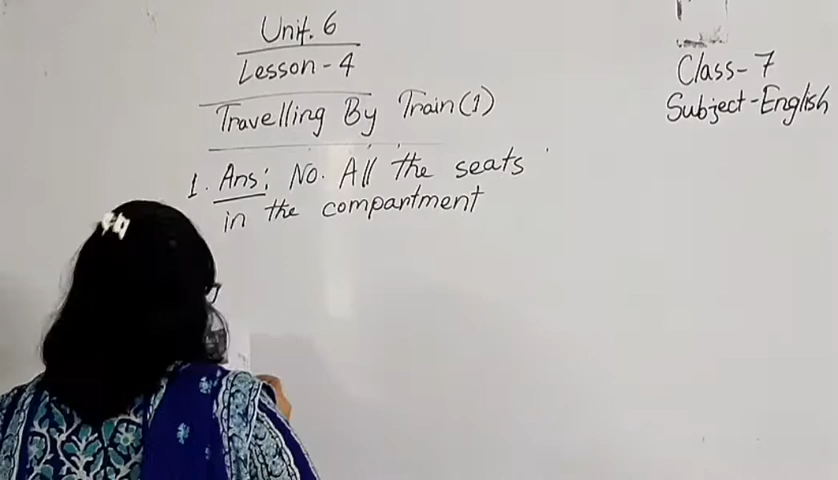 Unit. 6
Lesson - 4
Travelling By Train (1)
Class - 7
Subject - English
1. Ans: No. All the seats
in the compartment